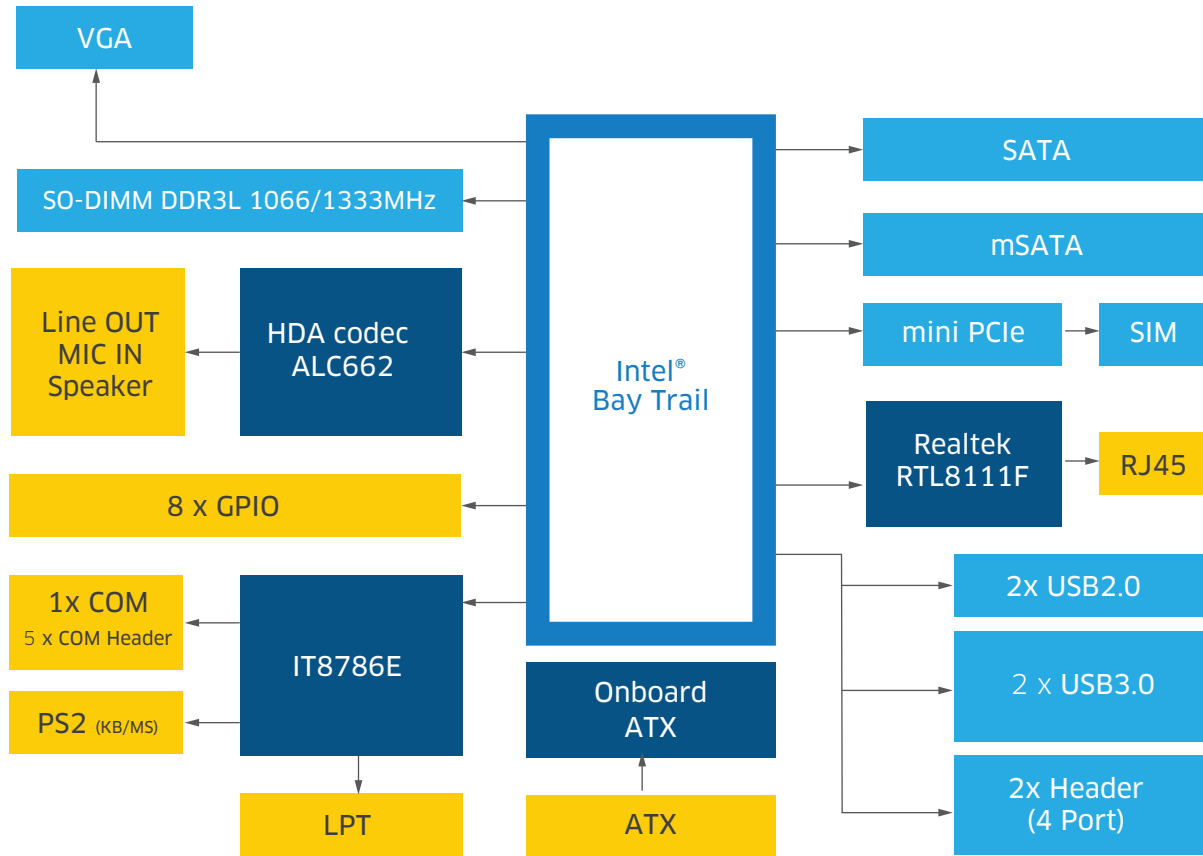 VGA
SATA
SO-DIMM DDR3L 1066/1333MHz
mSATA
Line OUT
MIC IN
Speaker
HDA codec
ALC662
Intel®
Bay Trail
mini PCIe
SIM
Realtek
RTL8111F
RJ45
8 x GPIO
1x COM
5 x COM Header
IT8786E
PS2 (KB/MS)
LPT
Onboard
ATX
ATX
2x USB2.0
2 x USB3.0
2x Header
(4 Port)